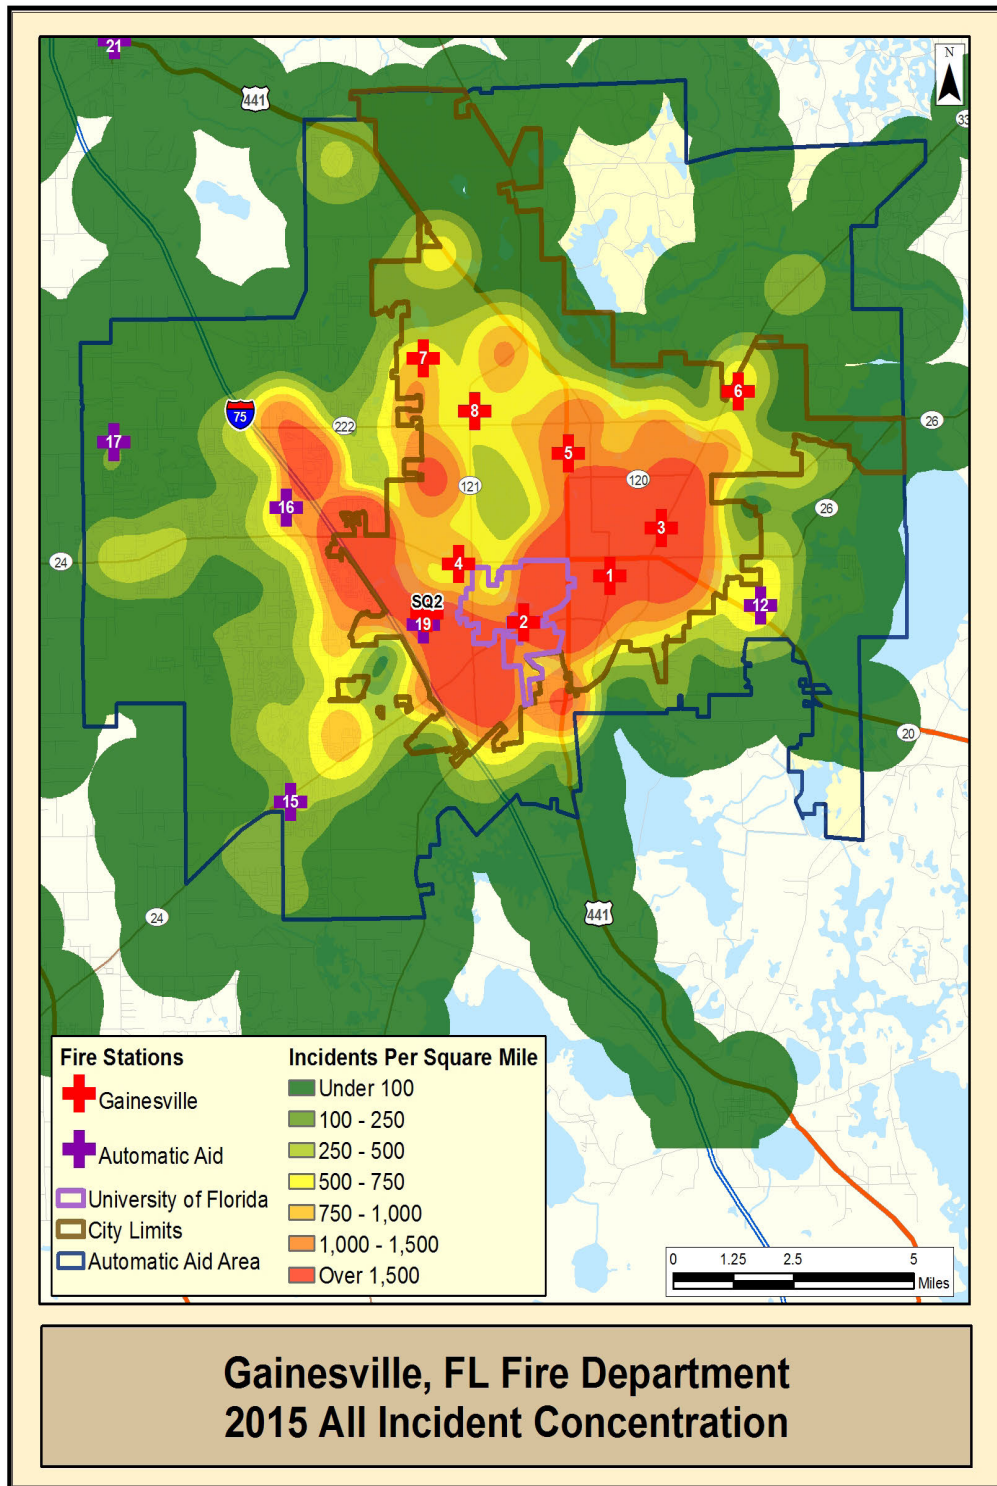 21
N
441
33
7
6
8
75
222
26
17
5
121
120
16
26
3
24
4
1
SQ2
12
19
2
20
15
441
24
Fire Stations
Gainesville
Automatic Aid
University of Florida
City Limits
Automatic Aid Area
Incidents Per Square Mile
Under 100
100 - 250
250 - 500
500 - 750
750 - 1,000
1,000 - 1,500
Over 1,500
0 1.25 2.5 5
Miles
Gainesville, FL Fire Department
2015 All Incident Concentration